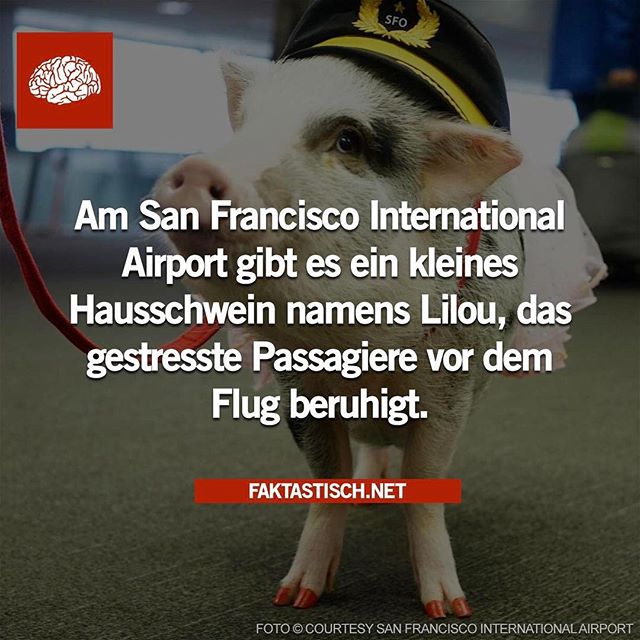 SFO
Am San Francisco International
Airport gibt es ein kleines
Hausschwein namens Lilou, das
gestresste Passagiere vor dem
Flug beruhigt.
FAKTASTISCH.NET
FOTO © COURTESY SAN FRANCISCO INTERNATIONAL AIRPORT